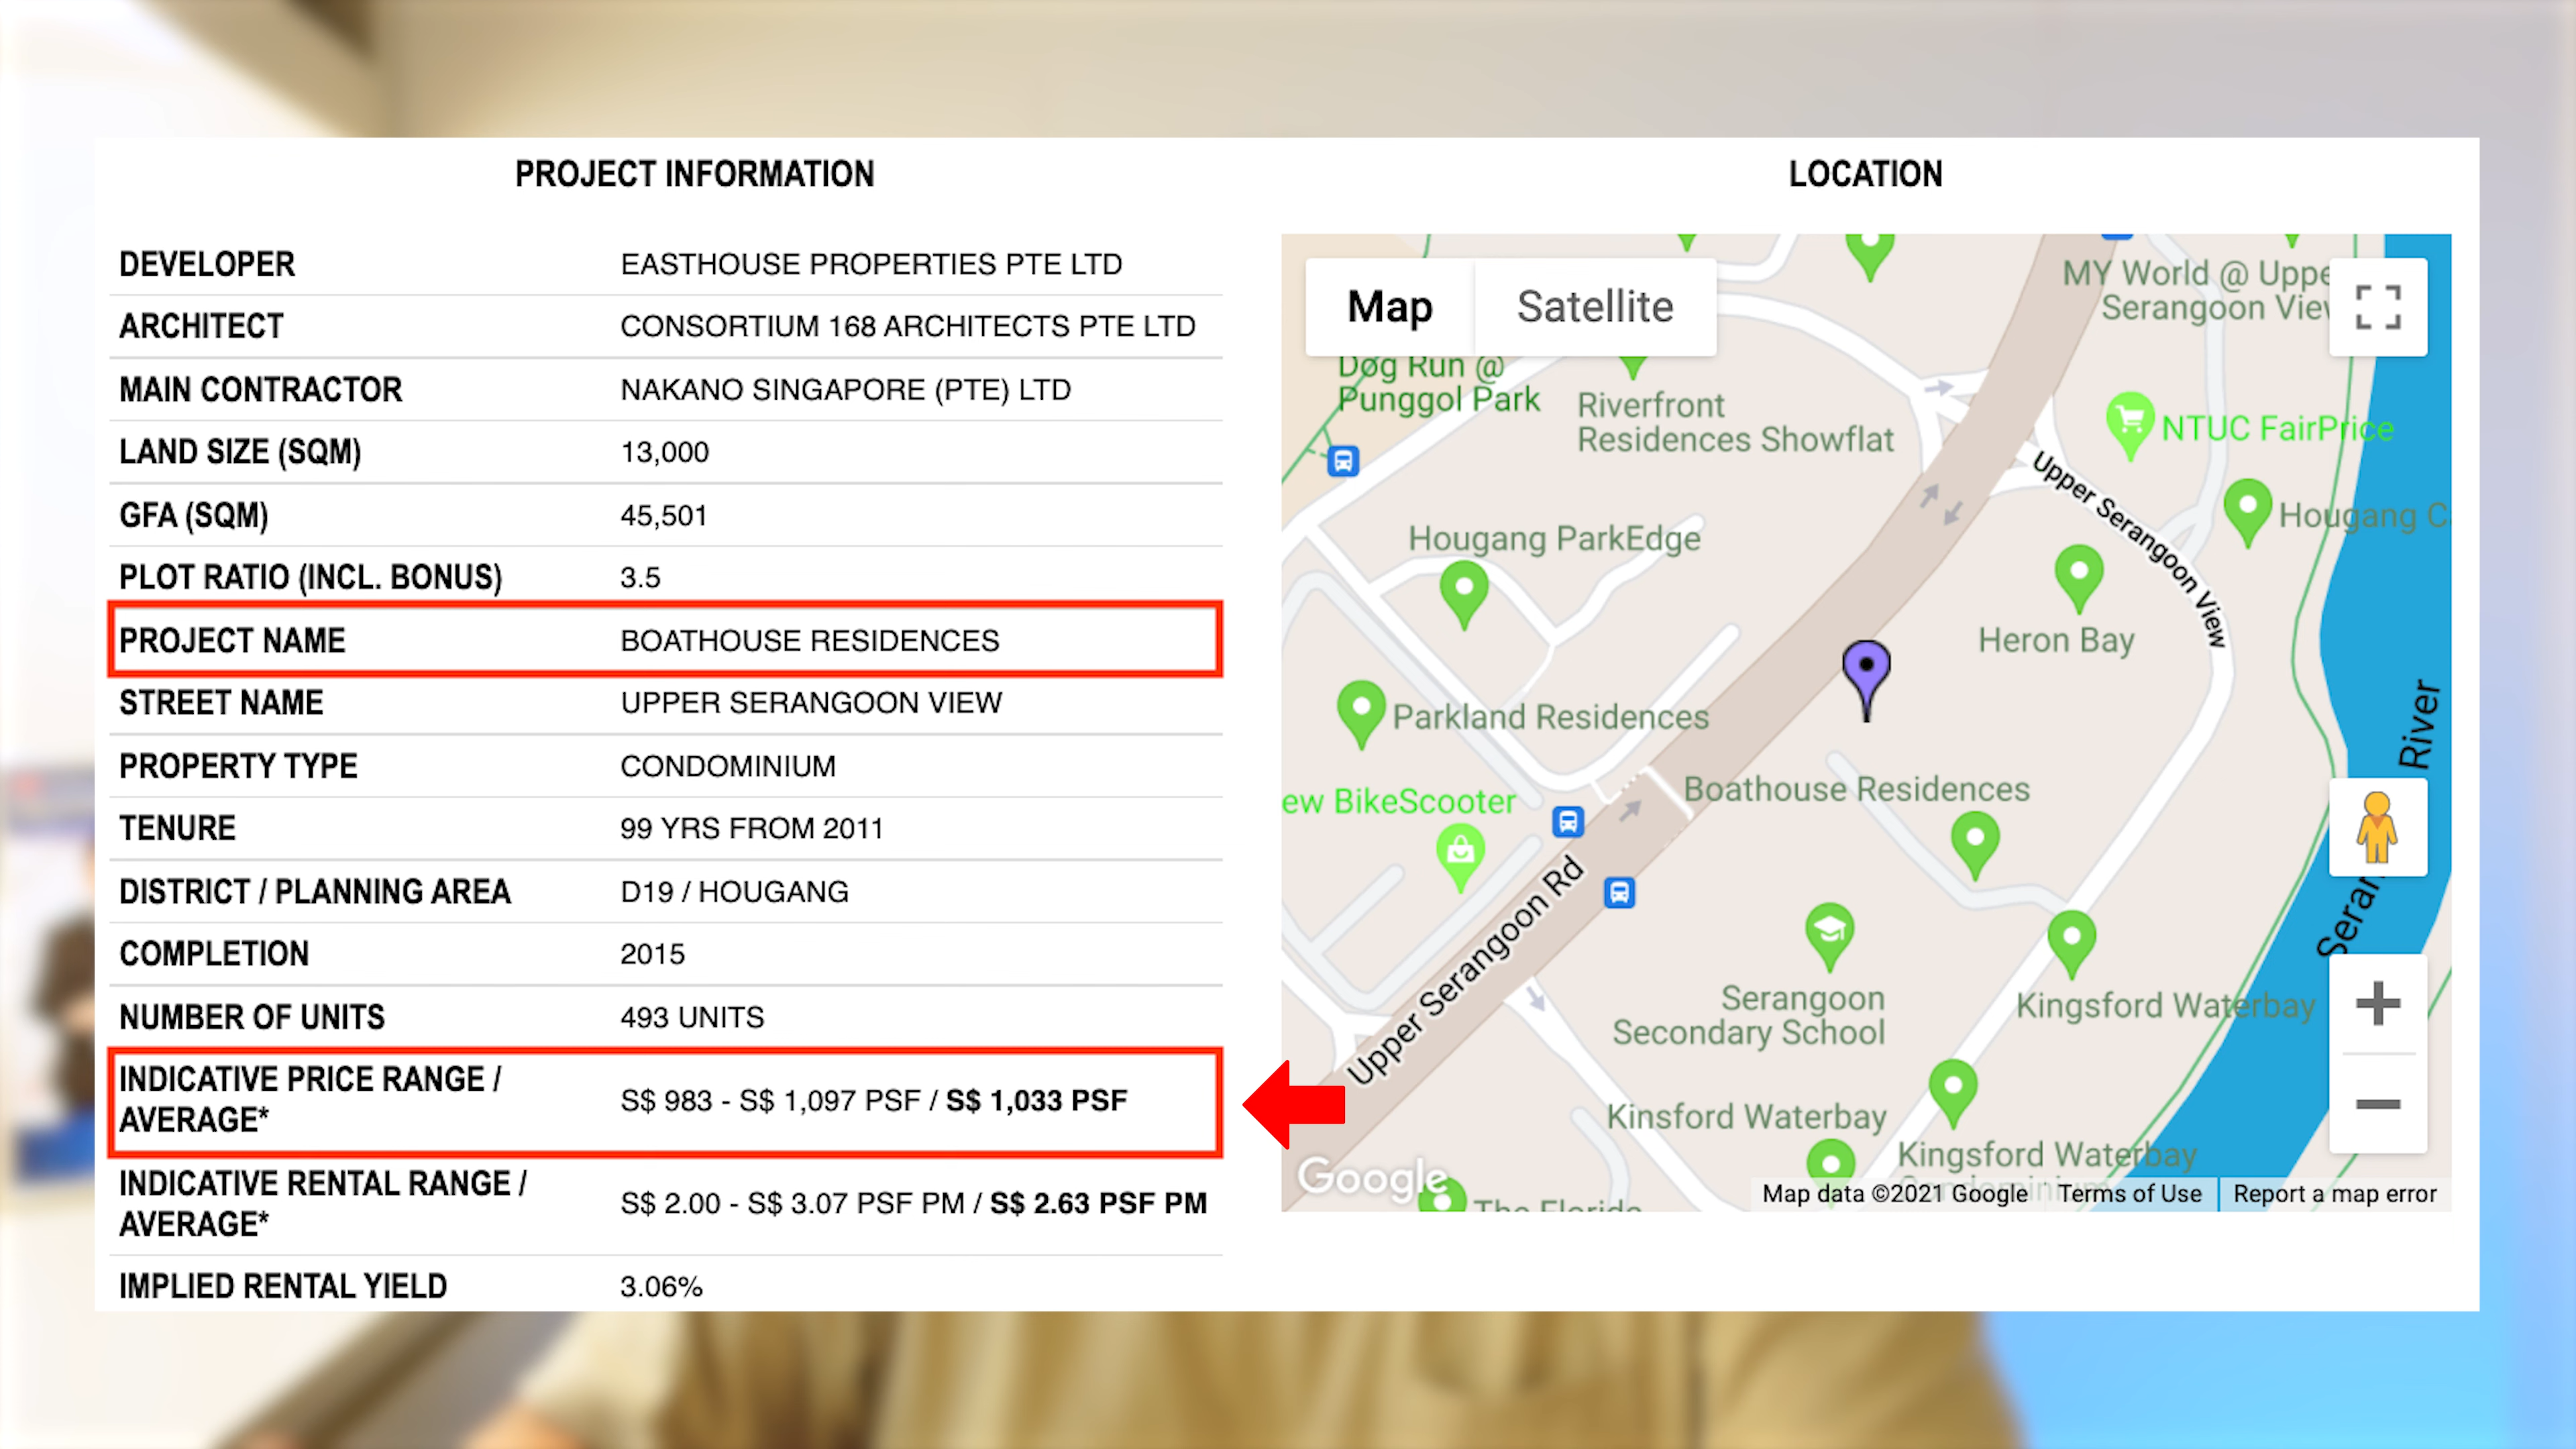 PROJECT INFORMATION
DEVELOPER EASTHOUSE PROPERTIES PTE LTD
ARCHITECT CONSORTIUM 168 ARCHITECTS PTE LTD
MAIN CONTRACTOR NAKANO SINGAPORE (PTE) LTD
LAND SIZE (SQM) 13,000
GFA (SQM) 45,501
PLOT RATIO (INCL. BONUS) 3.5
PROJECT NAME BOATHOUSE RESIDENCES
STREET NAME UPPER SERANGOON VIEW
PROPERTY TYPE CONDOMINIUM
TENURE 99 YRS FROM 2011
DISTRICT / PLANNING AREA D19 / HOUGANG
COMPLETION 2015
NUMBER OF UNITS 493 UNITS
INDICATIVE PRICE RANGE /
AVERAGE* S$ 983 - S$ 1,097 PSF / S$ 1,033 PSF
INDICATIVE RENTAL RANGE /
AVERAGE* S$ 2.00 - S$ 3.07 PSF PM / S$ 2.63 PSF PM
IMPLIED RENTAL YIELD 3.06%
LOCATION
Map Satellite
MY World @ Uppe
Serangoon View
Dog Run @
Punggol Park
Riverfront
Residences Showflat
NTUC FairPrice
Upper Serangoon View
Hougang C
Hougang ParkEdge
Heron Bay
Parkland Residences
River
Boathouse Residences
ew BikeScooter
Seran
Upper Serangoon Rd
Serangoon
Secondary School
Kingsford Waterbay
Kinsford Waterbay
Kingsford Waterbay
Condominium
The Florida
Google
Map data ©2021 Google Terms of Use Report a map error